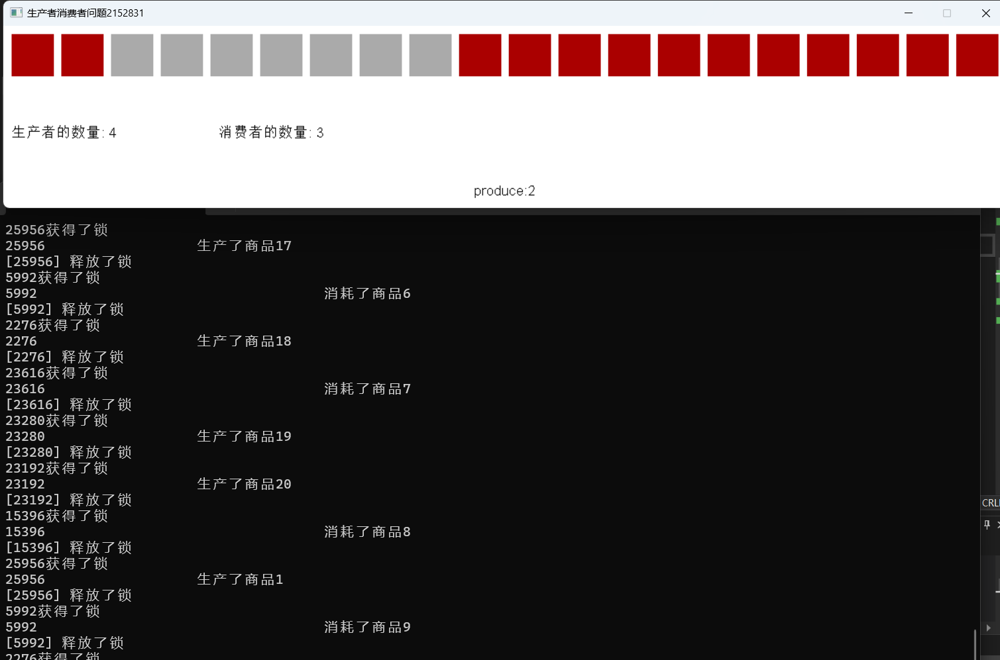 生产者消费者问题2152831
生产者的数量: 4 消费者的数量: 3
produce:2
25956获得了锁
25956 生产了商品17
[25956] 释放了锁
5992获得了锁
5992 消耗了商品6
[5992] 释放了锁
2276获得了锁
2276 生产了商品18
[2276] 释放了锁
23616获得了锁
23616 消耗了商品7
[23616] 释放了锁
23280获得了锁
23280 生产了商品19
[23280] 释放了锁
23192获得了锁
23192 生产了商品20
[23192] 释放了锁
15396获得了锁
15396 消耗了商品8
[15396] 释放了锁
25956获得了锁
25956 生产了商品1
[25956] 释放了锁
5992获得了锁
5992 消耗了商品9
[5992] 释放了锁
2276获得了锁